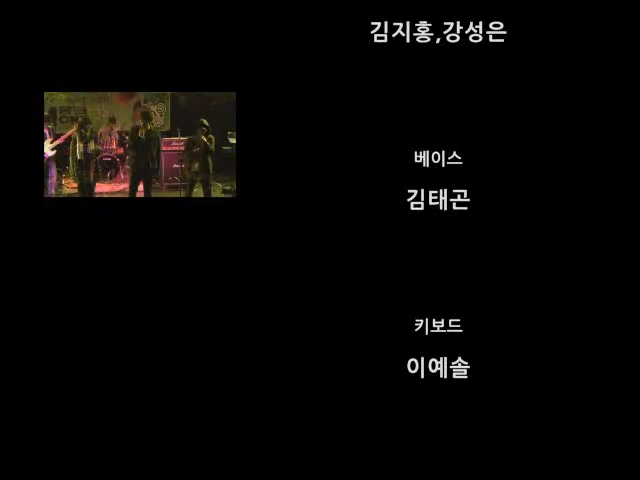 김지홍,강성은
베이스
김태곤
키보드
이예솔